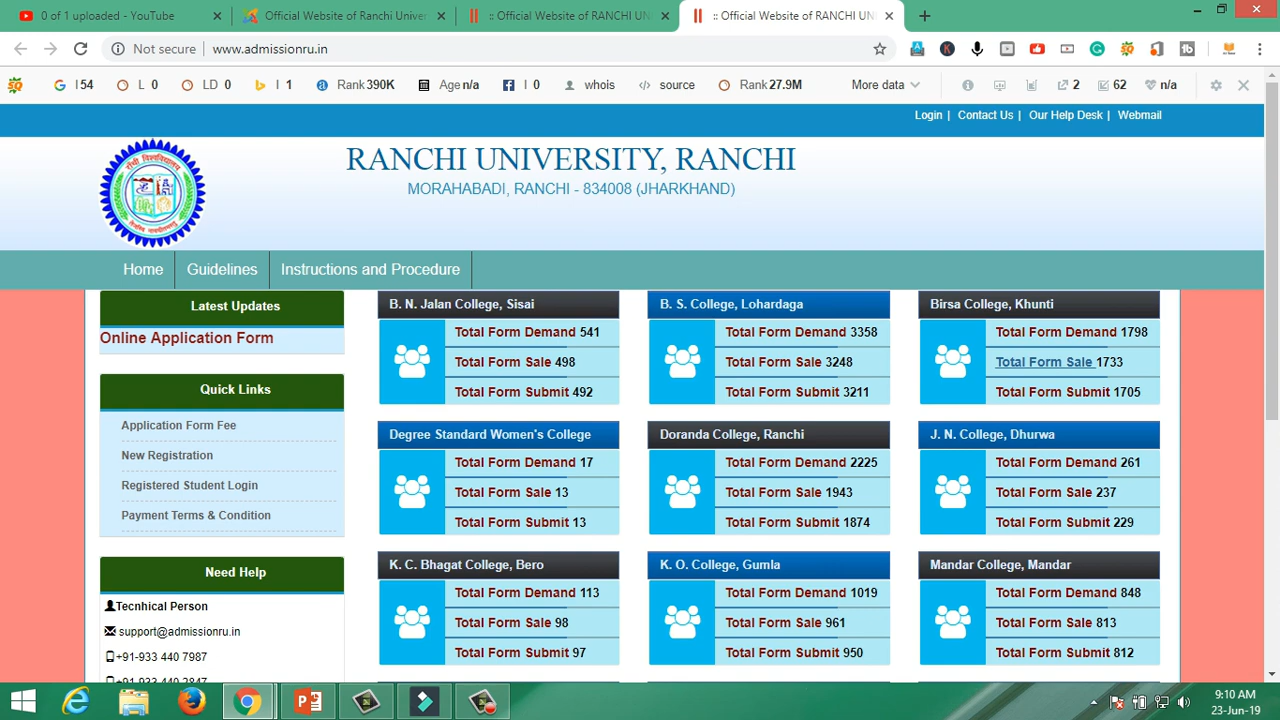 0 of 1 uploaded - YouTube
Official Website of Ranchi Univer
:: Official Website of RANCHI UN
:: Official Website of RANCHI UN
Not secure
www.admissionru.in
I 54
L 0
LD 0
I 1
Rank 390K
Age n/a
I 0
whois
source
Rank 27.9M
More data
2
62
n/a
Login |
Contact Us |
Our Help Desk |
Webmail
RANCHI UNIVERSITY, RANCHI
MORAHABADI, RANCHI - 834008 (JHARKHAND)
Home
Guidelines
Instructions and Procedure
Latest Updates
Online Application Form
Quick Links
Application Form Fee
New Registration
Registered Student Login
Payment Terms & Condition
Need Help
Tecnhical Person
support@admissionru.in
+91-933 440 7987
B. N. Jalan College, Sisai
Total Form Demand 541
Total Form Sale 498
Total Form Submit 492
B. S. College, Lohardaga
Total Form Demand 3358
Total Form Sale 3248
Total Form Submit 3211
Birsa College, Khunti
Total Form Demand 1798
Total Form Sale 1733
Total Form Submit 1705
Degree Standard Women's College
Total Form Demand 17
Total Form Sale 13
Total Form Submit 13
Doranda College, Ranchi
Total Form Demand 2225
Total Form Sale 1943
Total Form Submit 1874
J. N. College, Dhurwa
Total Form Demand 261
Total Form Sale 237
Total Form Submit 229
K. C. Bhagat College, Bero
Total Form Demand 113
Total Form Sale 98
Total Form Submit 97
K. O. College, Gumla
Total Form Demand 1019
Total Form Sale 961
Total Form Submit 950
Mandar College, Mandar
Total Form Demand 848
Total Form Sale 813
Total Form Submit 812
9:10 AM
23-Jun-19